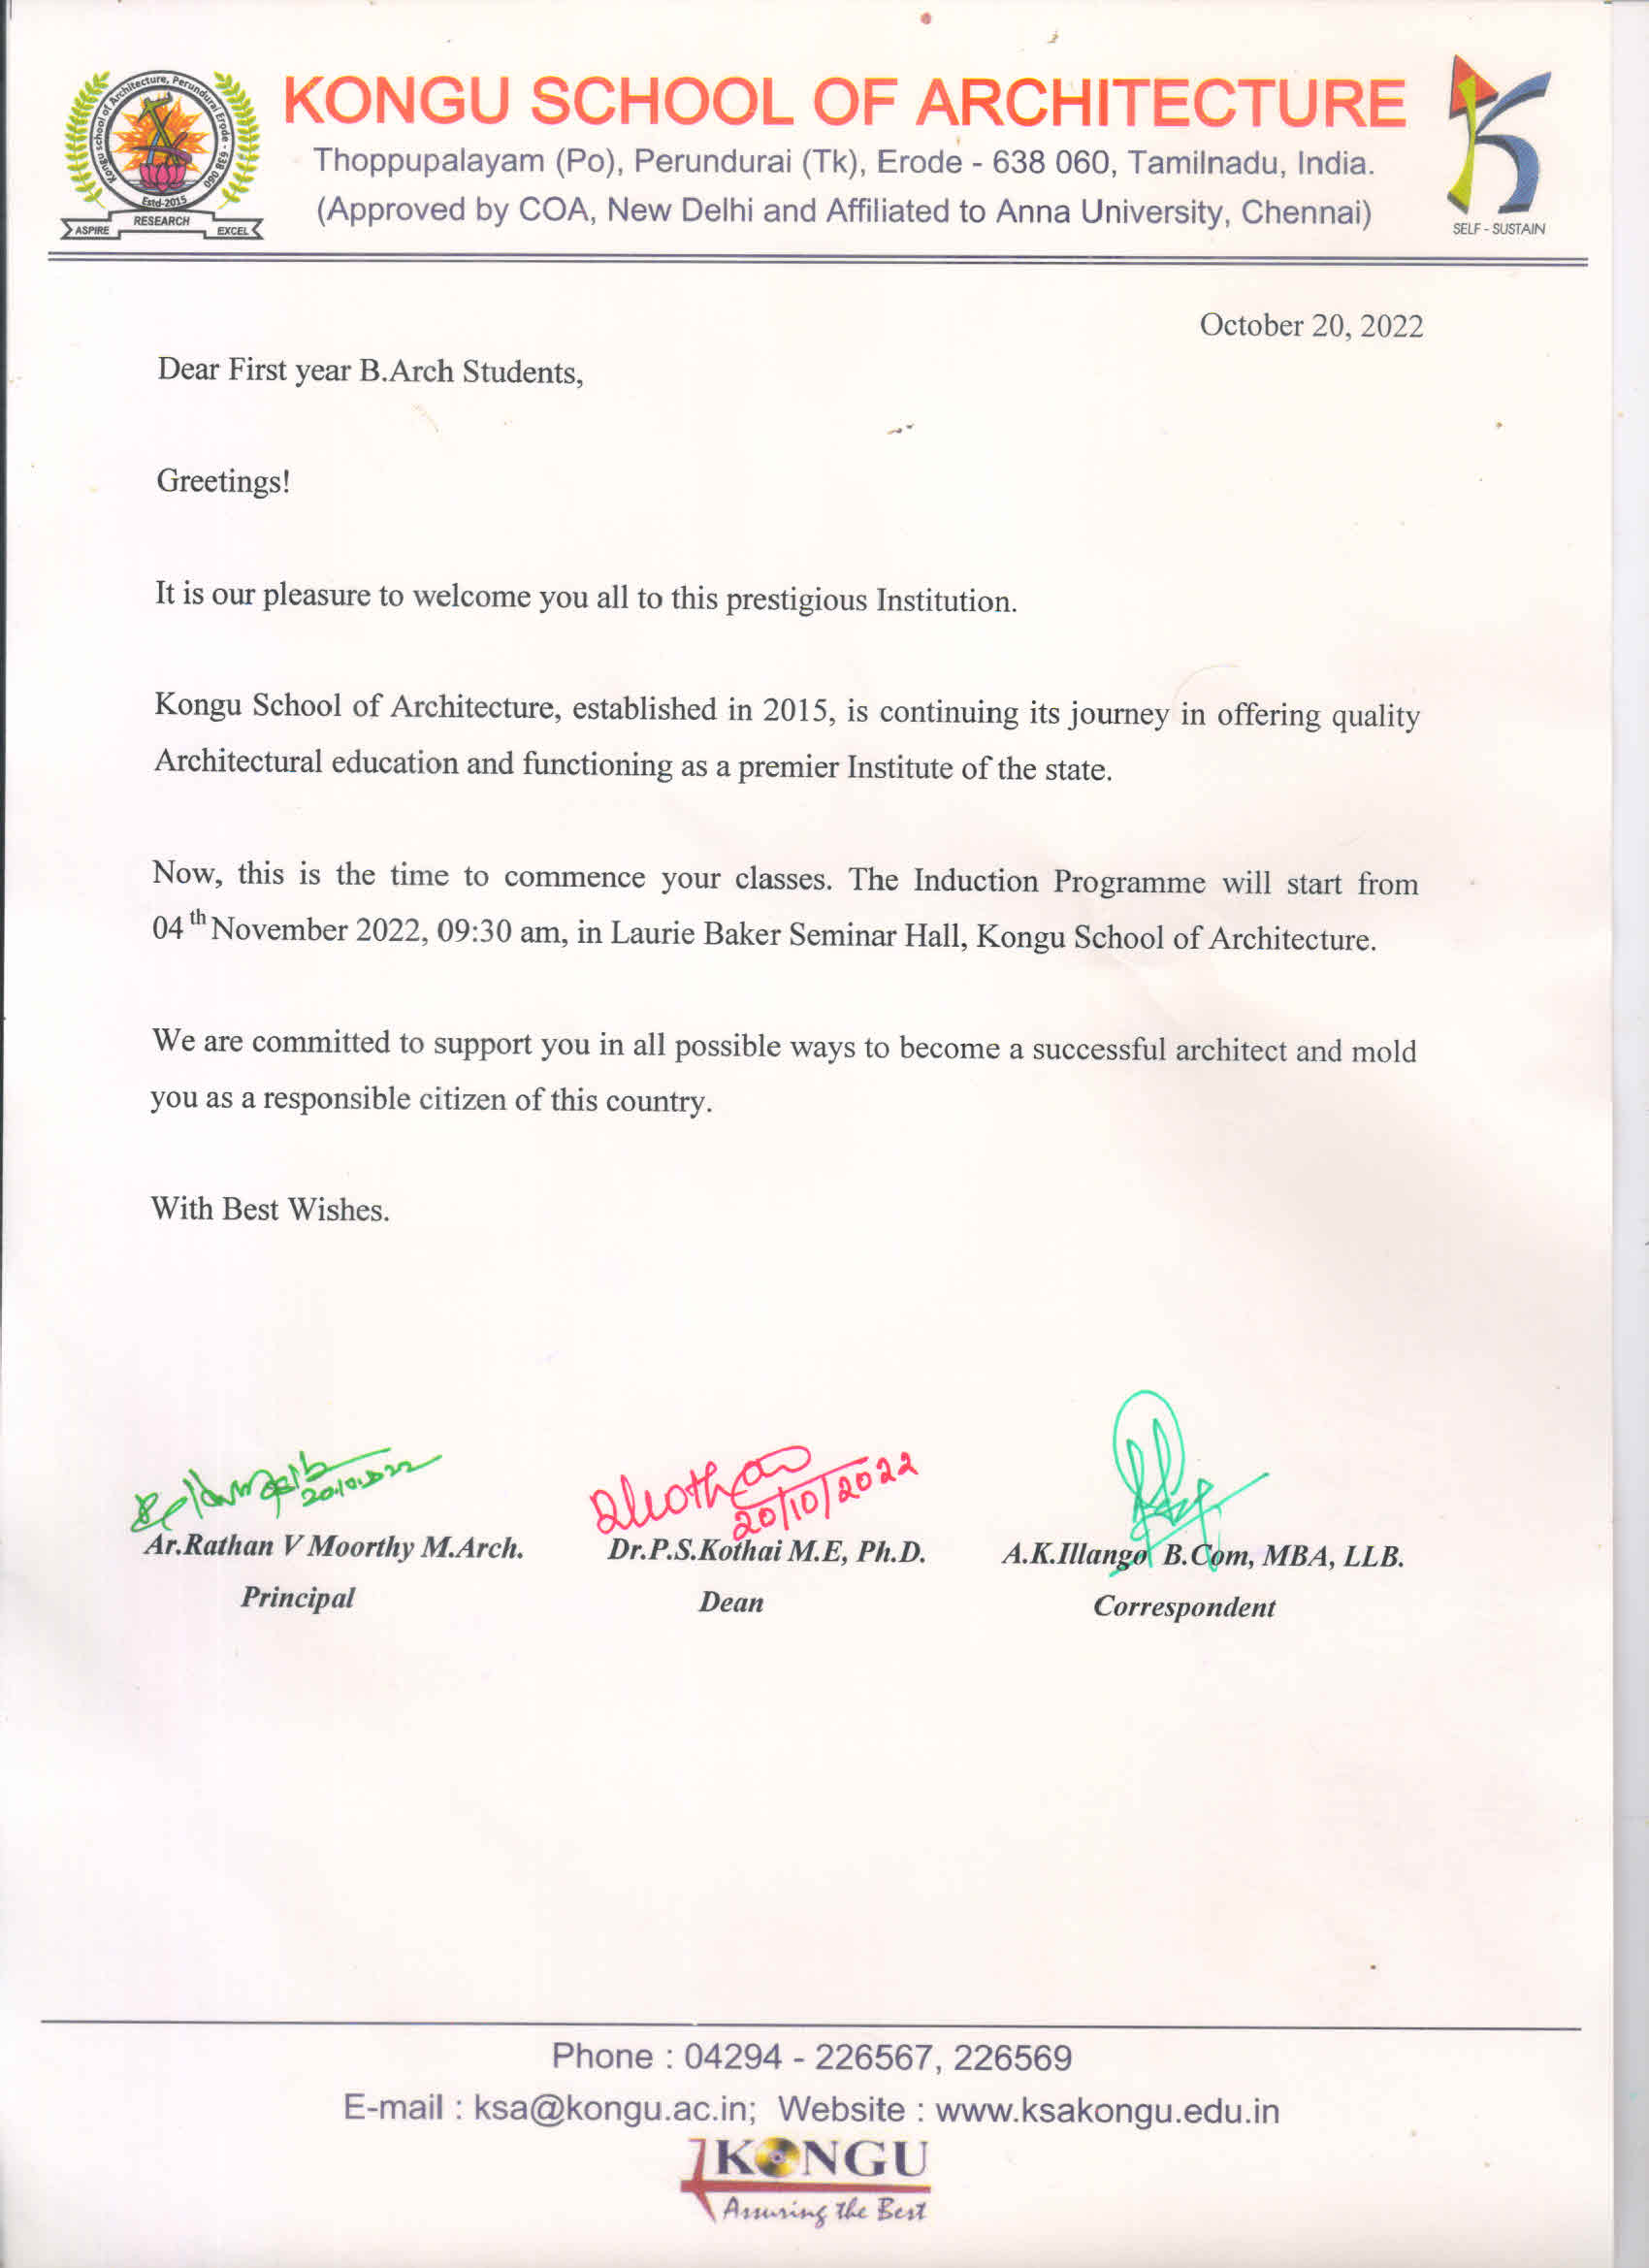 Kongu school of Architecture, Perundurai Erode - 638 060
Estd-2015
ASPIRE RESEARCH EXCEL
KONGU SCHOOL OF ARCHITECTURE
Thoppupalayam (Po), Perundurai (Tk), Erode - 638 060, Tamilnadu, India.
(Approved by COA, New Delhi and Affiliated to Anna University, Chennai)
SELF - SUSTAIN
October 20, 2022
Dear First year B.Arch Students,
Greetings!
It is our pleasure to welcome you all to this prestigious Institution.
Kongu School of Architecture, established in 2015, is continuing its journey in offering quality
Architectural education and functioning as a premier Institute of the state.
Now, this is the time to commence your classes. The Induction Programme will start from
04 th November 2022, 09:30 am, in Laurie Baker Seminar Hall, Kongu School of Architecture.
We are committed to support you in all possible ways to become a successful architect and mold
you as a responsible citizen of this country.
With Best Wishes.
20/10/2022
Ar.Rathan V Moorthy M.Arch. Dr.P.S.Kothai M.E, Ph.D. A.K.Illango B.Com, MBA, LLB.
Principal Dean Correspondent
Phone : 04294 - 226567, 226569
E-mail : ksa@kongu.ac.in; Website : www.ksakongu.edu.in
KONGU
Assuring the Best